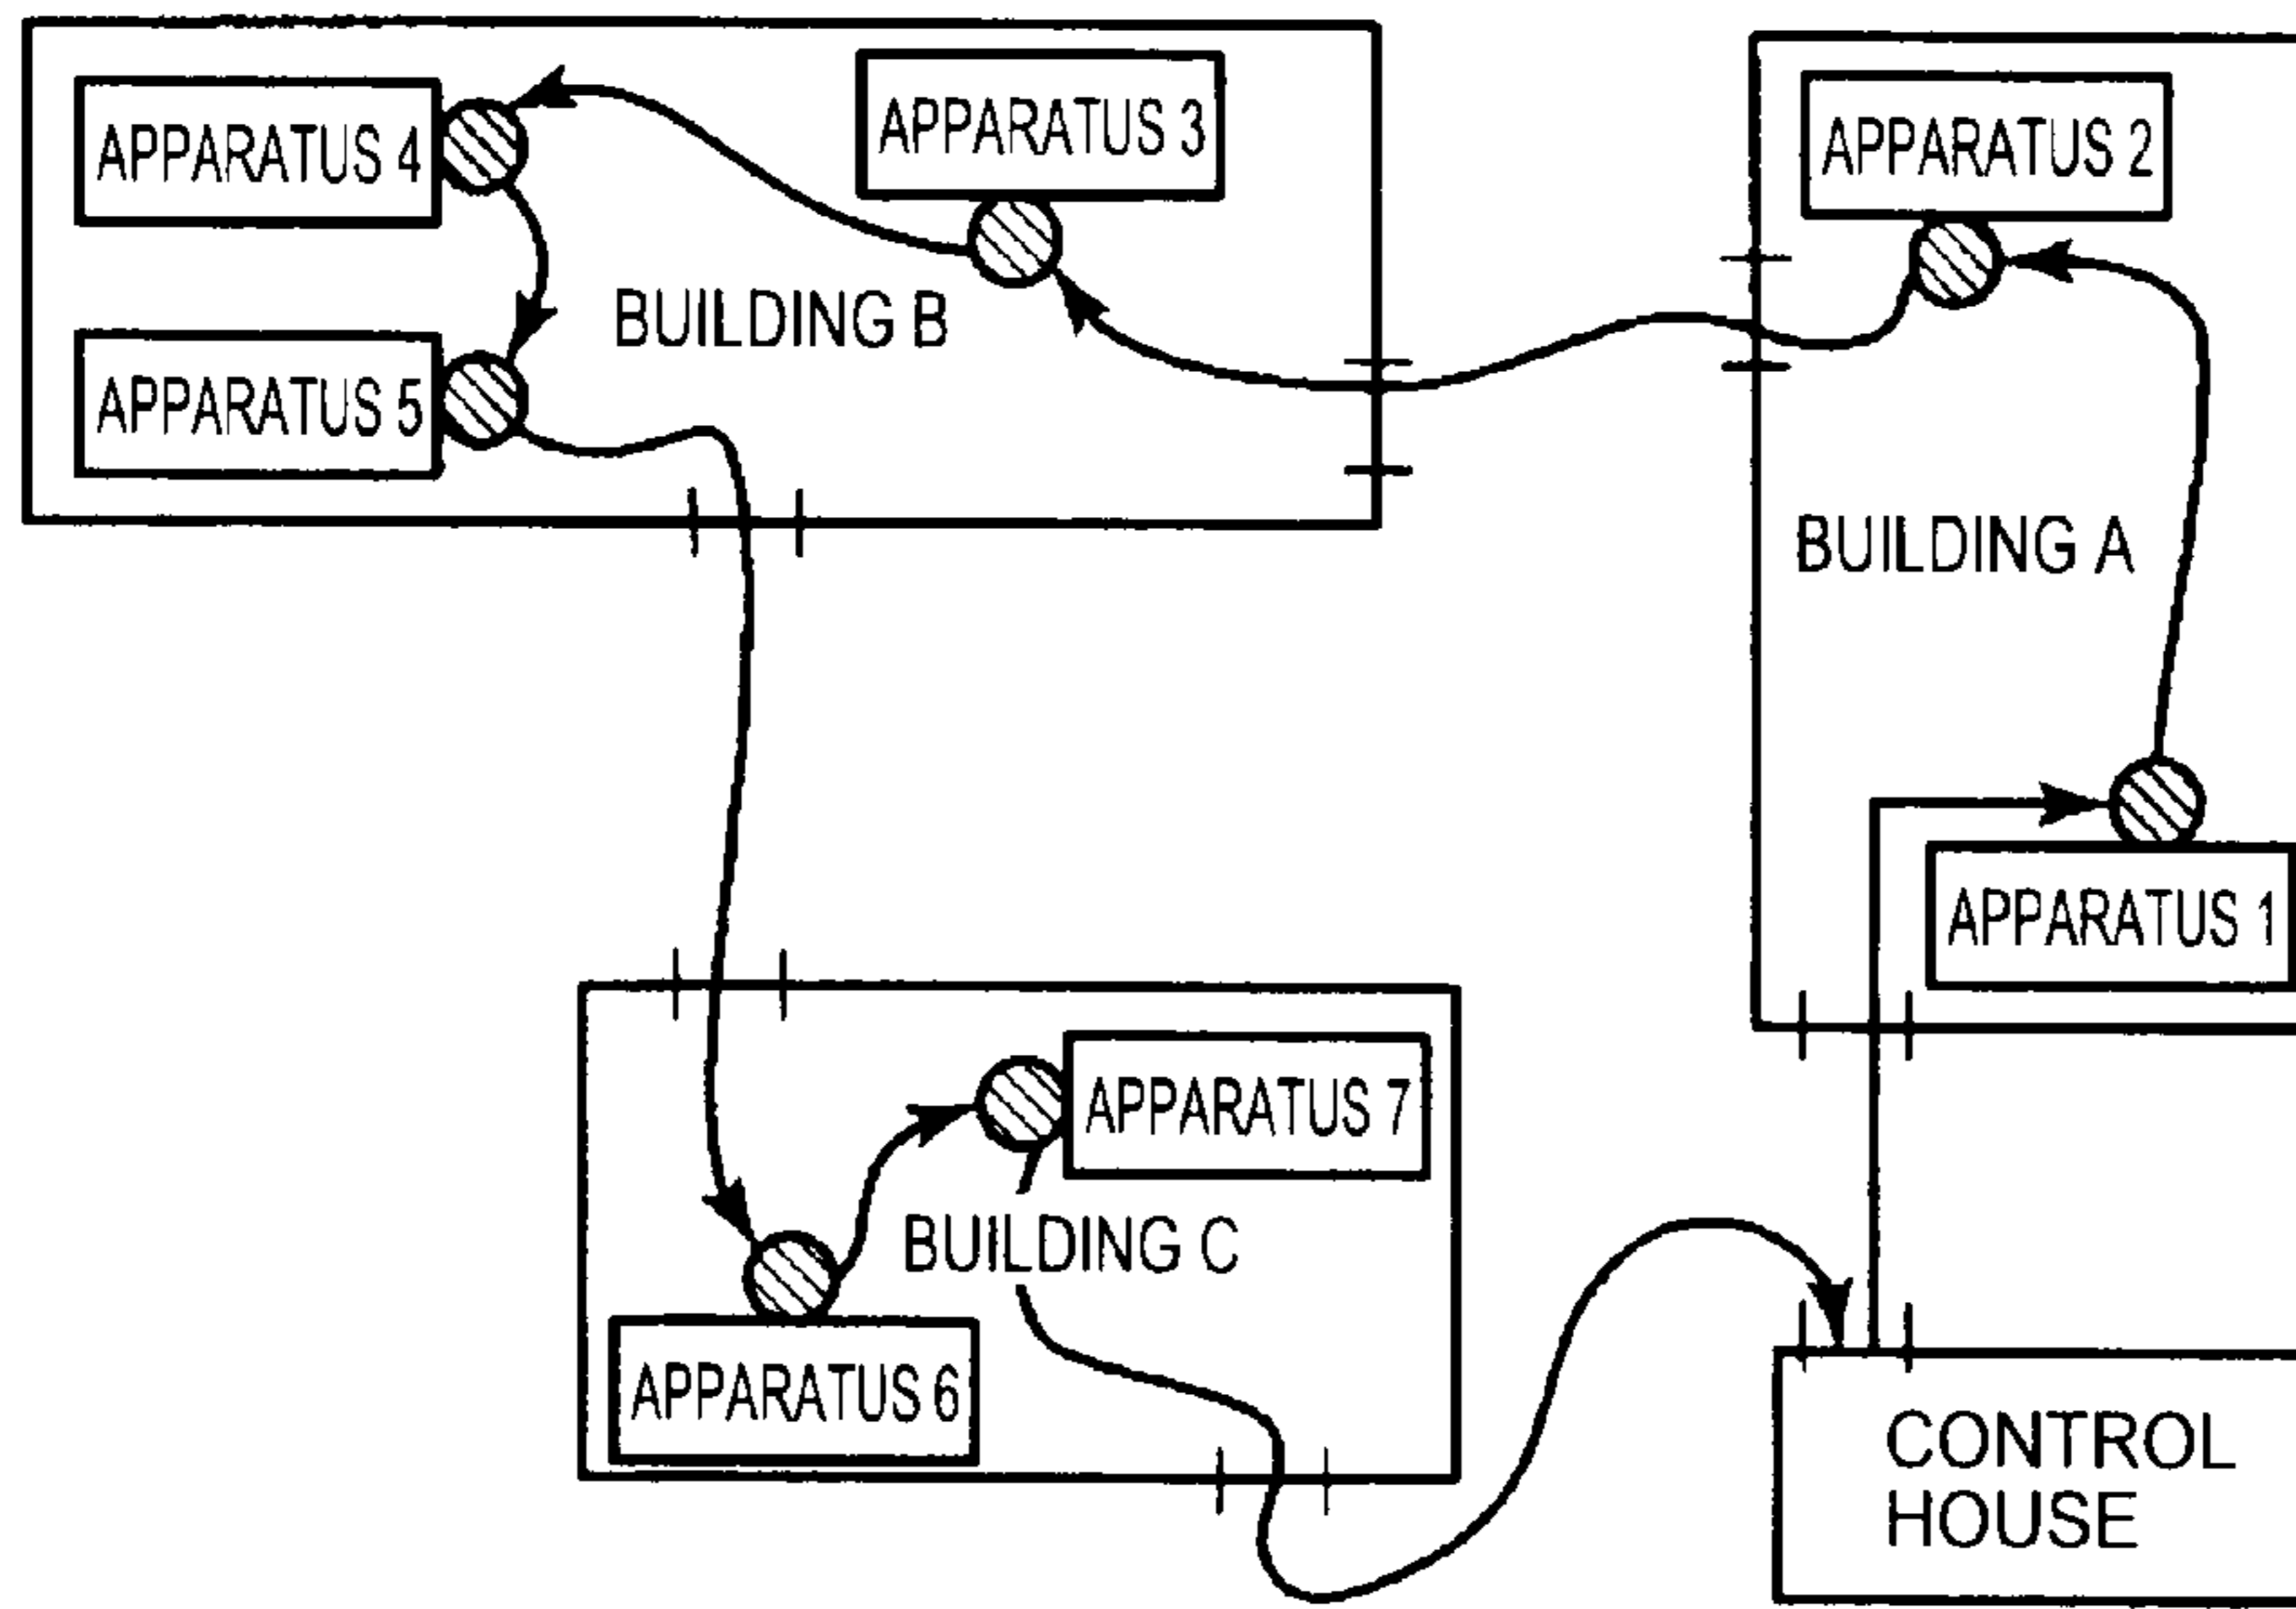 APPARATUS 4
APPARATUS 3
APPARATUS 2
BUILDING B
APPARATUS 5
BUILDING A
APPARATUS 1
APPARATUS 7
BUILDING C
APPARATUS 6
CONTROL
HOUSE